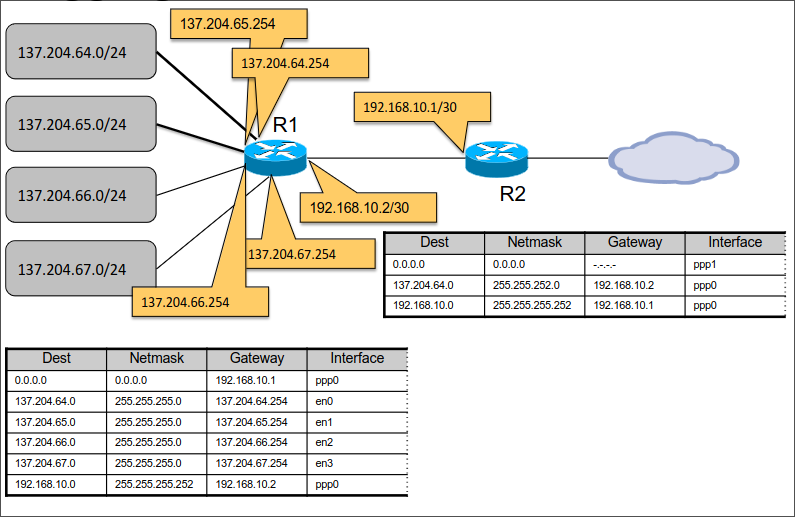 137.204.65.254
137.204.64.0/24
137.204.64.254
192.168.10.1/30
137.204.65.0/24
R1
137.204.66.0/24
R2
192.168.10.2/30
137.204.67.0/24
137.204.67.254
137.204.66.254
Dest Netmask Gateway Interface
0.0.0.0 0.0.0.0 -.-.-.- ppp1
137.204.64.0 255.255.252.0 192.168.10.2 ppp0
192.168.10.0 255.255.255.252 192.168.10.1 ppp0
Dest Netmask Gateway Interface
0.0.0.0 0.0.0.0 192.168.10.1 ppp0
137.204.64.0 255.255.255.0 137.204.64.254 en0
137.204.65.0 255.255.255.0 137.204.65.254 en1
137.204.66.0 255.255.255.0 137.204.66.254 en2
137.204.67.0 255.255.255.0 137.204.67.254 en3
192.168.10.0 255.255.255.252 192.168.10.2 ppp0